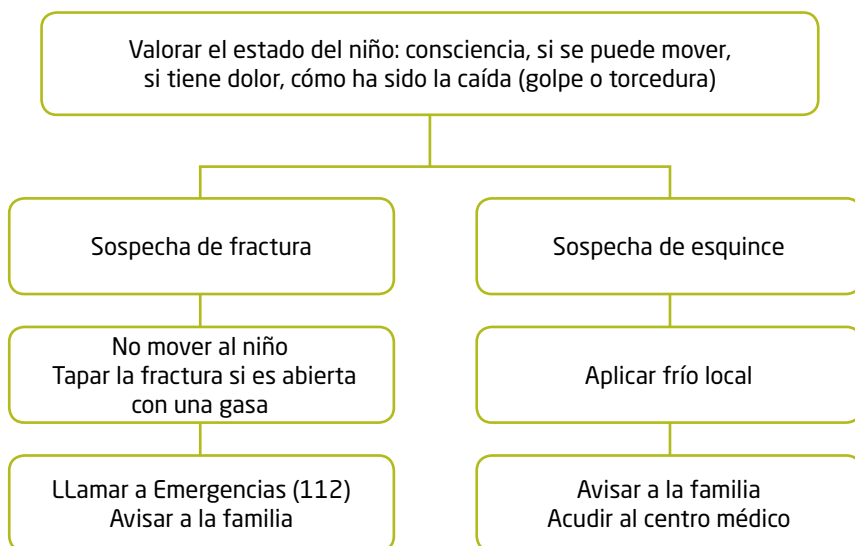 Valorar el estado del niño: consciencia, si se puede mover,
si tiene dolor, cómo ha sido la caída (golpe o torcedura)
Sospecha de fractura
Sospecha de esquince
No mover al niño
Tapar la fractura si es abierta
con una gasa
Aplicar frío local
LLamar a Emergencias (112)
Avisar a la familia
Avisar a la familia
Acudir al centro médico